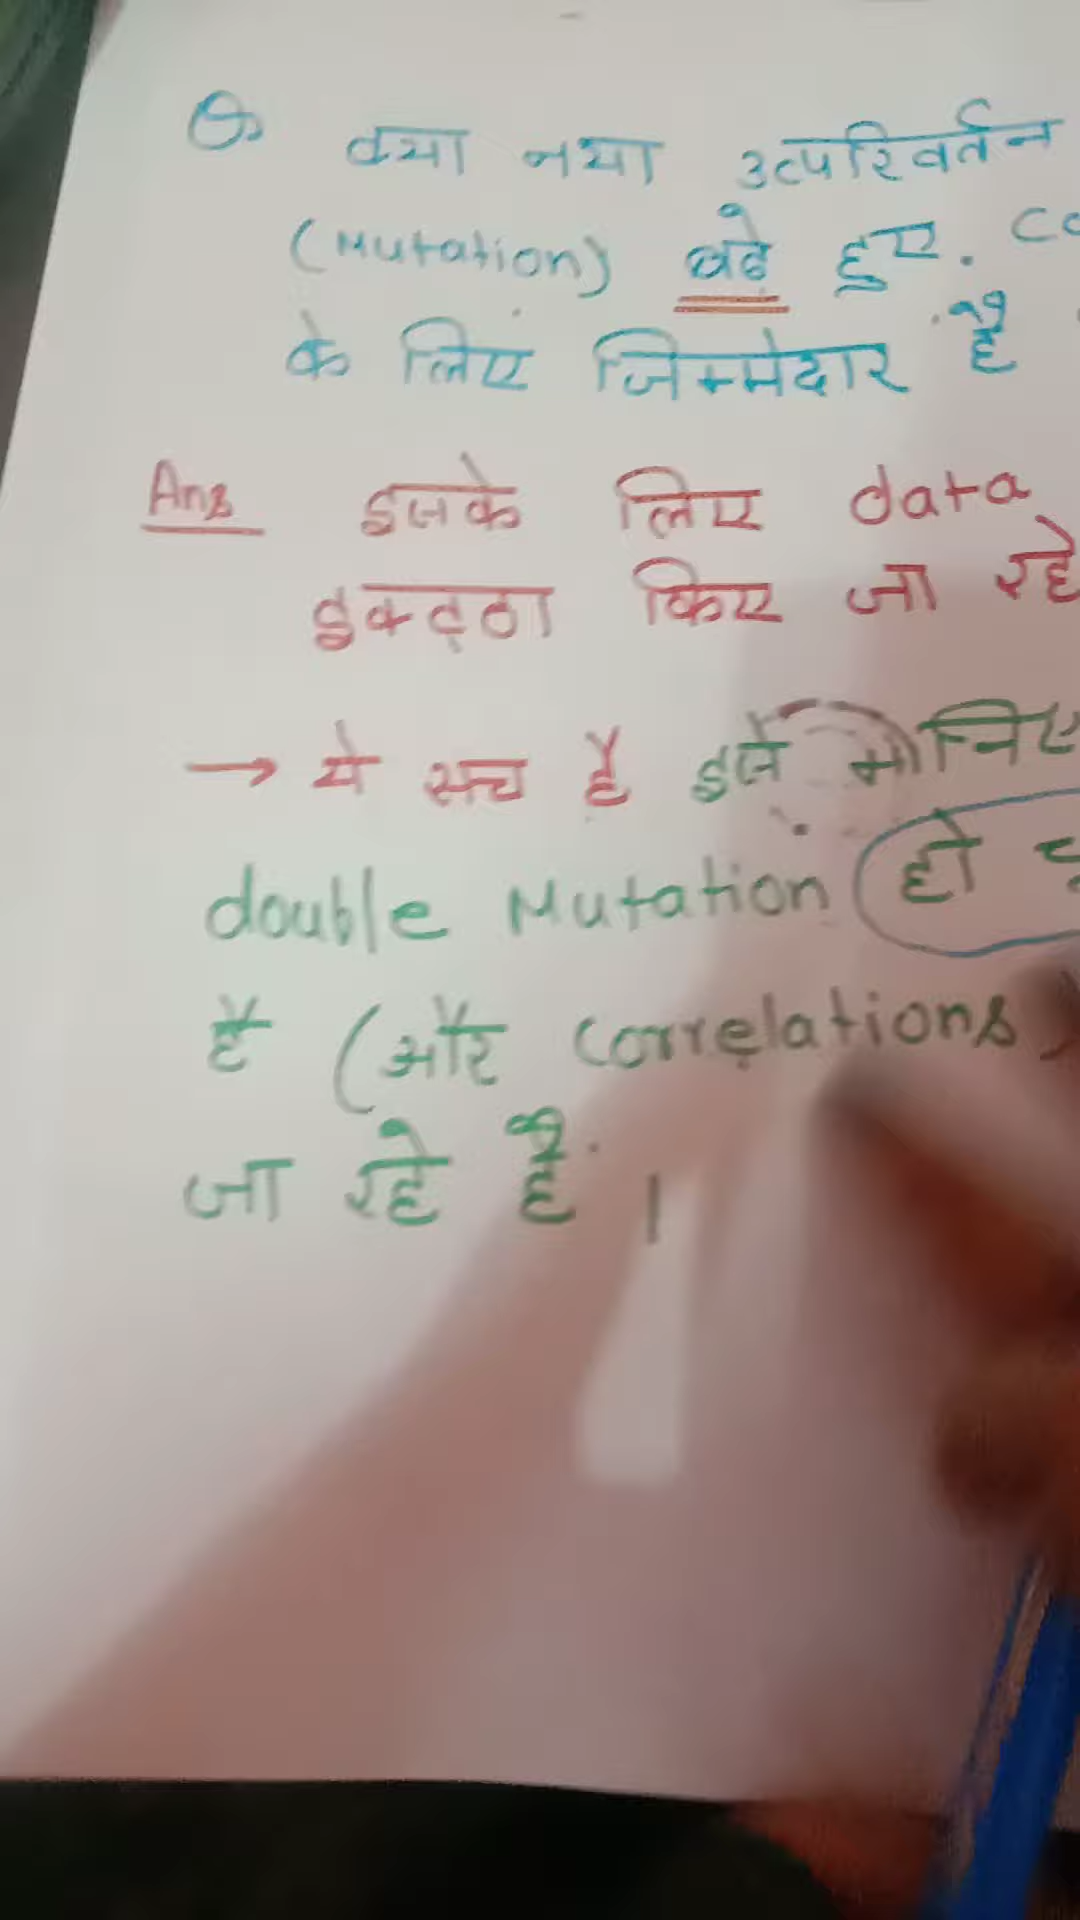 Q क्या नया उत्परिवर्तन
(Mutation) बढे हुए. Co
के लिए जिम्मेदार है
Ans इसके लिए data
इकट्ठा किए जा रहे
→ ये सच है इसे मानिए
double Mutation हो चु
है (और Correlations
जा रहे हैं ।